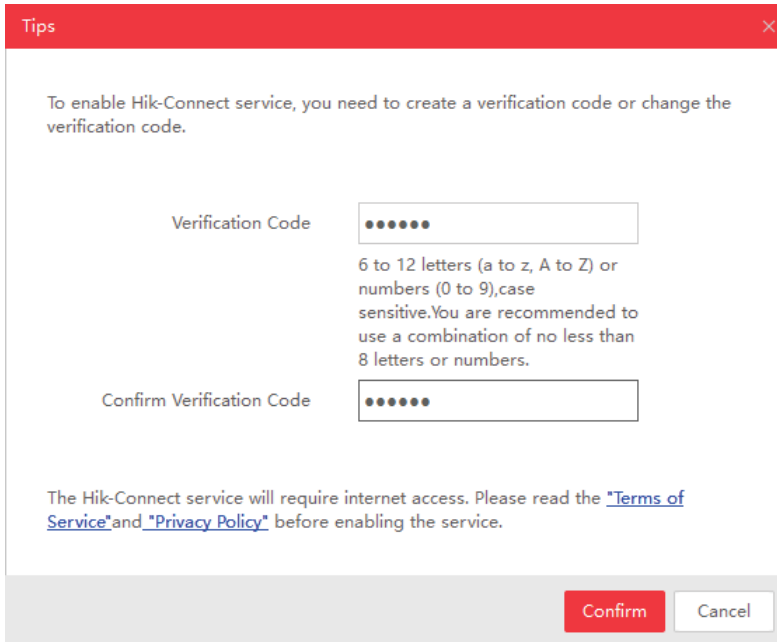 Tips
To enable Hik-Connect service, you need to create a verification code or change the
verification code.
Verification Code
••••••
6 to 12 letters (a to z, A to Z) or
numbers (0 to 9),case
sensitive.You are recommended to
use a combination of no less than
8 letters or numbers.
Confirm Verification Code
••••••
The Hik-Connect service will require internet access. Please read the "Terms of
Service"and "Privacy Policy" before enabling the service.
Confirm
Cancel